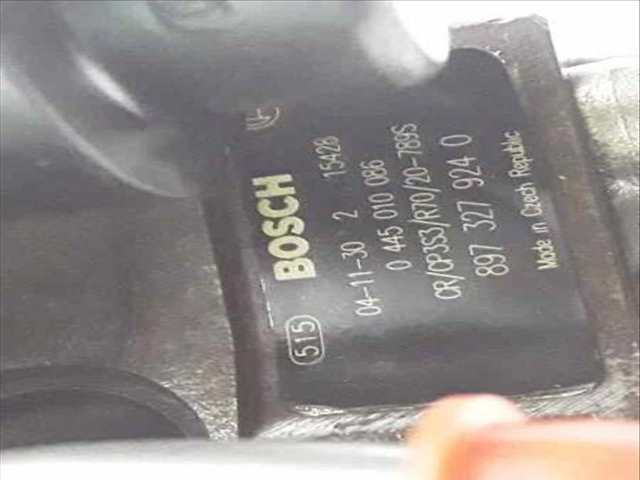 515 BOSCH
04-11-30 2 15428
0 445 010 086
CR/CP3S3/R70/20-789S
897 327 924 0
Made in Czech Republic